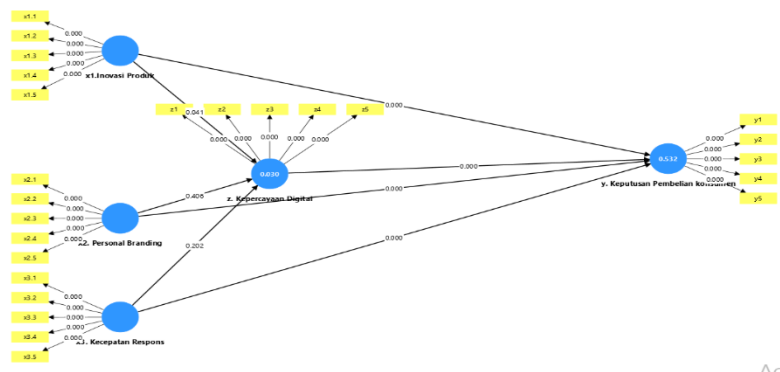 x1.1
x1.2
x1.3
x1.4
x1.5
0.000
0.000
0.000
0.000
0.000
x1.Inovasi Produk
z1
z2
z3
z4
z5
0.000
0.000
0.000
0.000
0.000
0.041
0.000
0.030
z. Kepercayaan Digital
0.000
0.000
0.000
0.406
0.202
x2.1
x2.2
x2.3
x2.4
x2.5
0.000
0.000
0.000
0.000
0.000
x2. Personal Branding
x3.1
x3.2
x3.3
x3.4
x3.5
0.000
0.000
0.000
0.000
0.000
x3. Kecepatan Respons
0.532
y. Keputusan Pembelian konsumen
0.000
0.000
0.000
0.000
0.000
y1
y2
y3
y4
y5